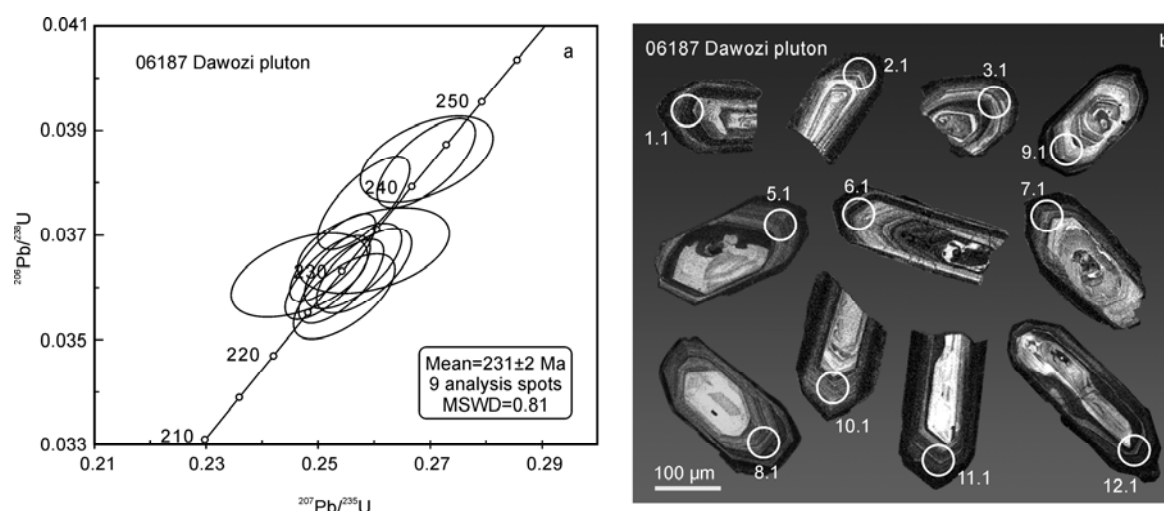 0.041
06187 Dawozi pluton
a
250
0.039
240
0.037
²⁰⁶Pb/²³⁸U
230
0.035
220
Mean=231±2 Ma
9 analysis spots
MSWD=0.81
210
0.033
0.21
0.23
0.25
0.27
0.29
²⁰⁷Pb/²³⁵U
06187 Dawozi pluton
b
1.1
2.1
3.1
9.1
5.1
6.1
7.1
8.1
10.1
11.1
12.1
100 µm